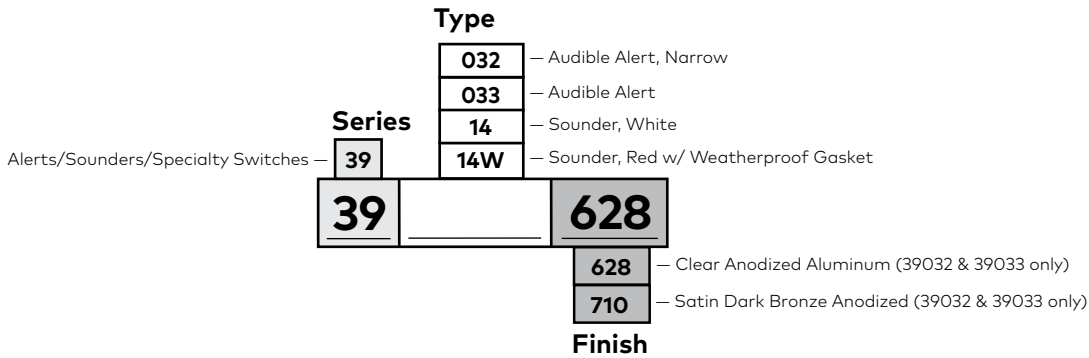 Type
032 — Audible Alert, Narrow
033 — Audible Alert
Series
14 — Sounder, White
Alerts/Sounders/Specialty Switches — 39
14W — Sounder, Red w/ Weatherproof Gasket
39 628
628 — Clear Anodized Aluminum (39032 & 39033 only)
710 — Satin Dark Bronze Anodized (39032 & 39033 only)
Finish